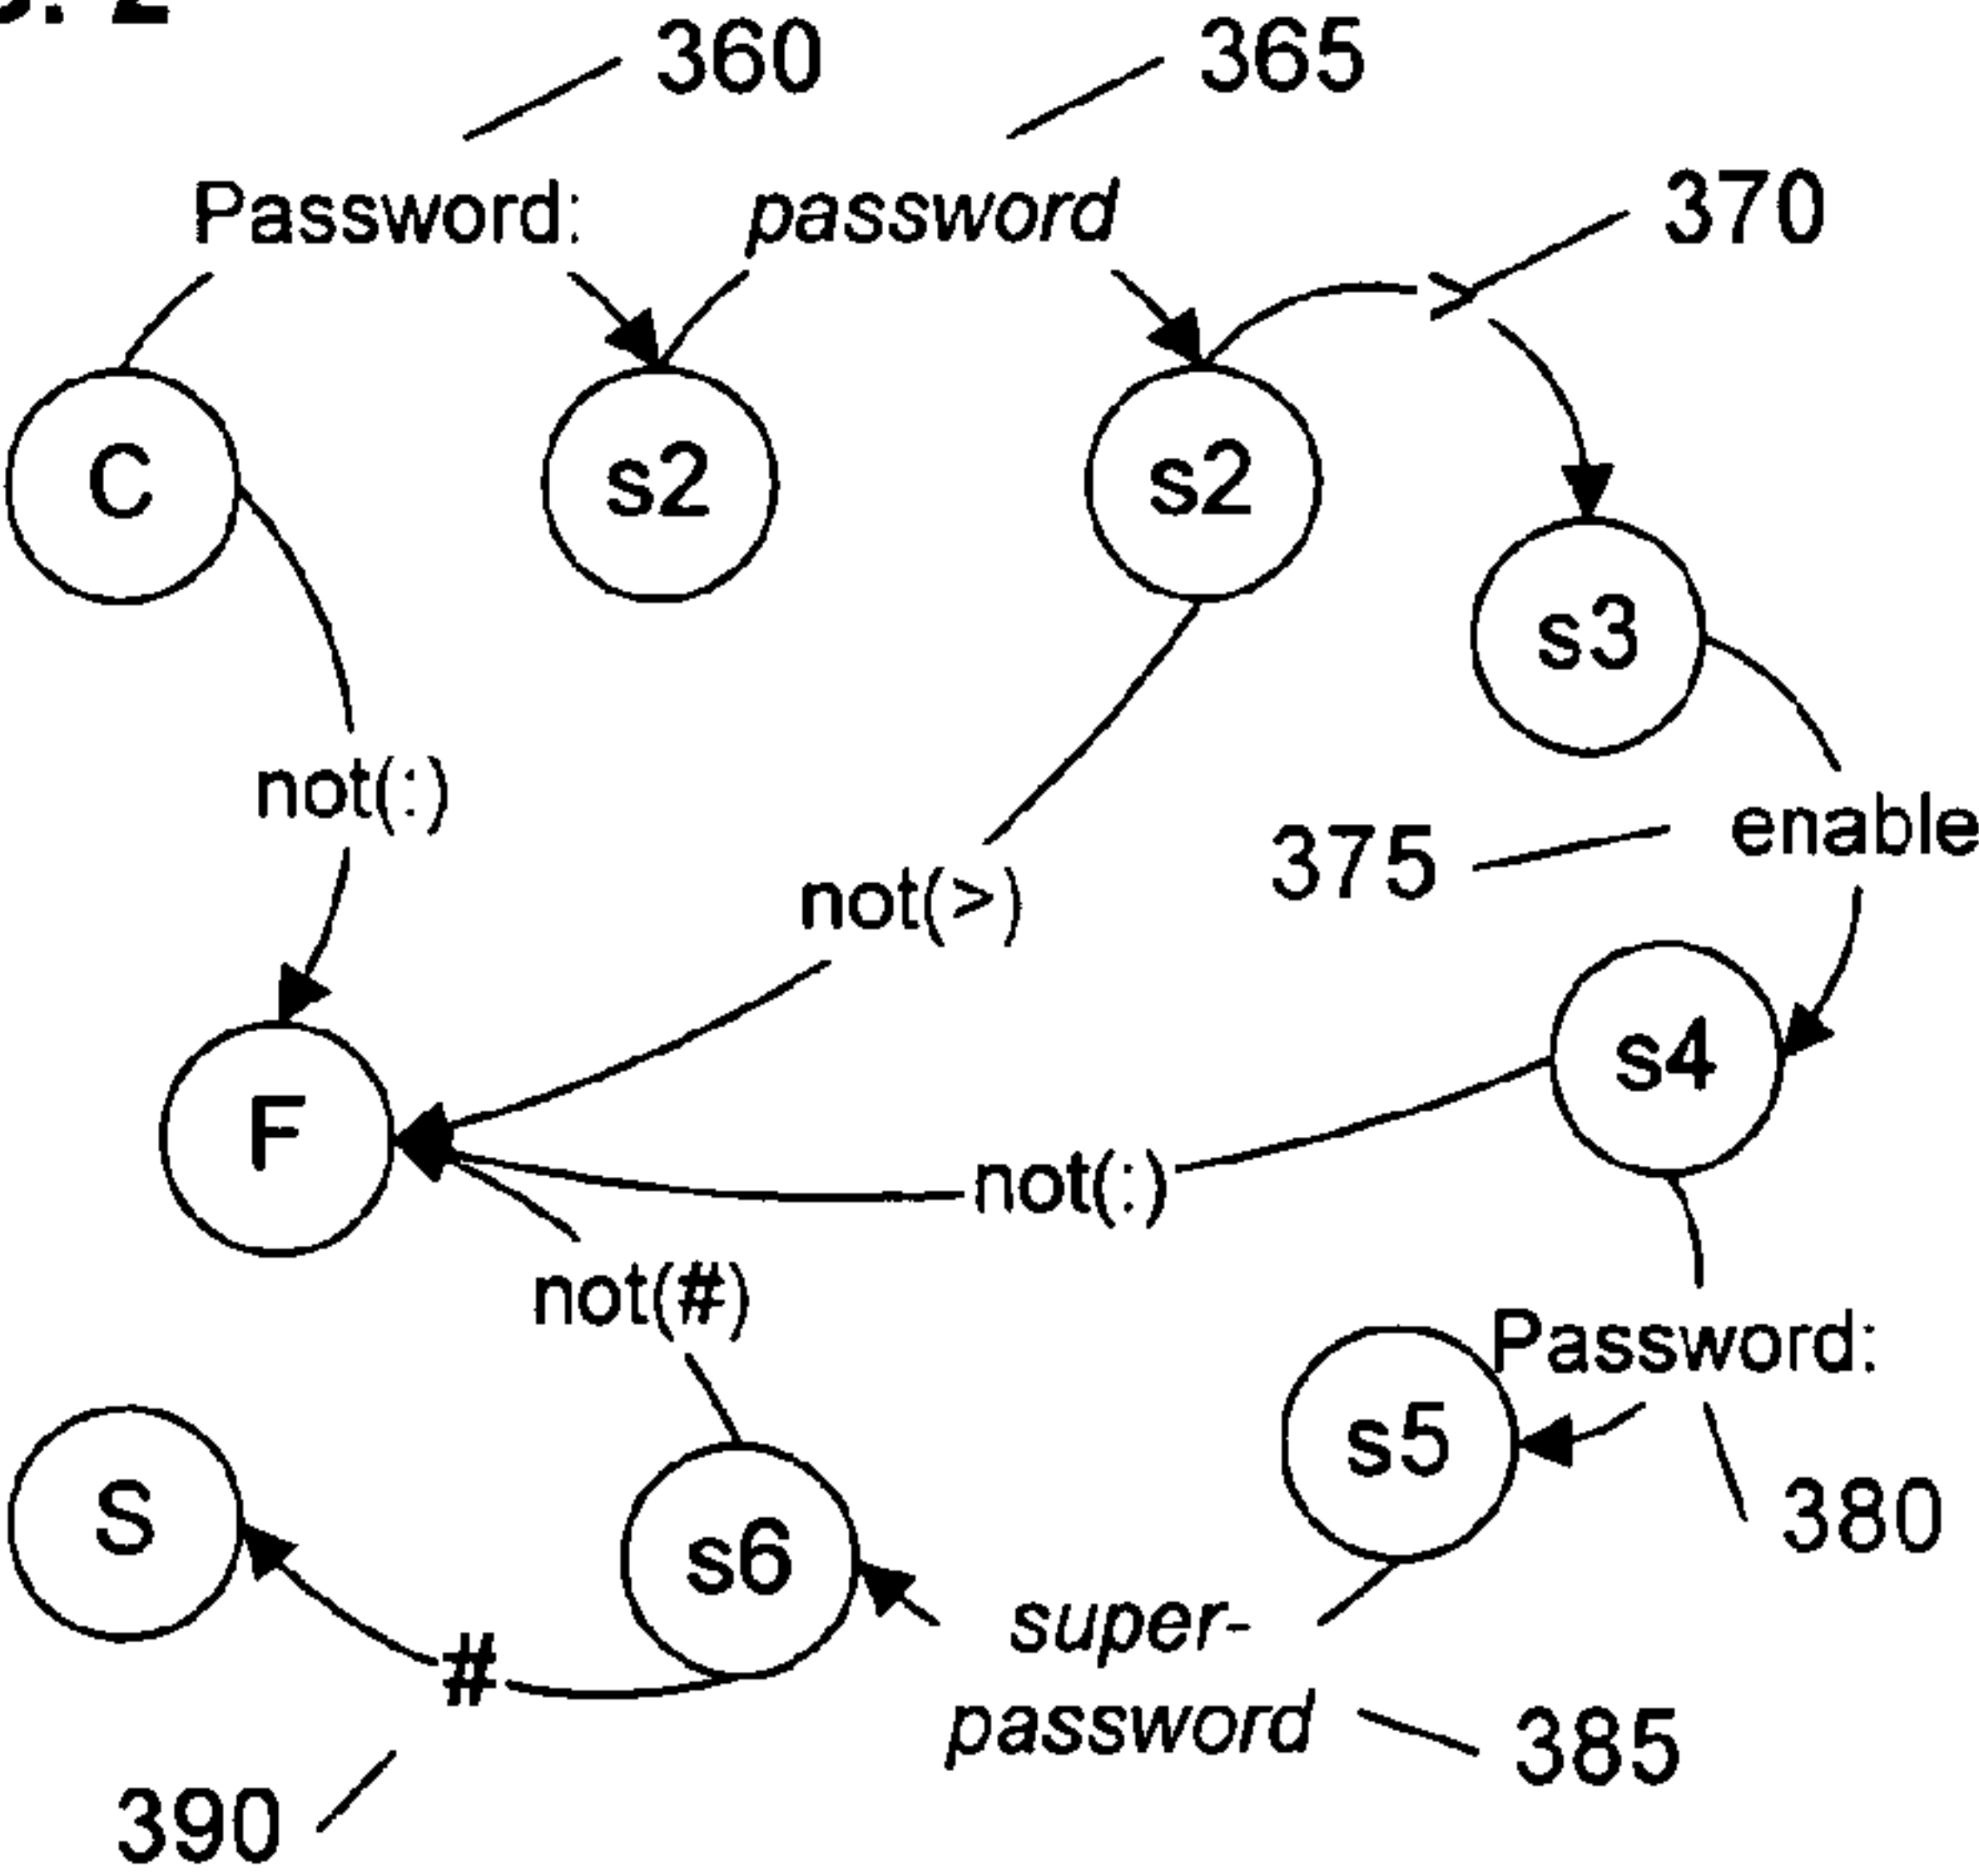 360 365
Password: password 370
>
C s2 s2
s3
not(:)
enable
375
not(>)
s4
F
not(:)
not(#)
Password:
s5
S
380
s6
super-
#
password
385
390